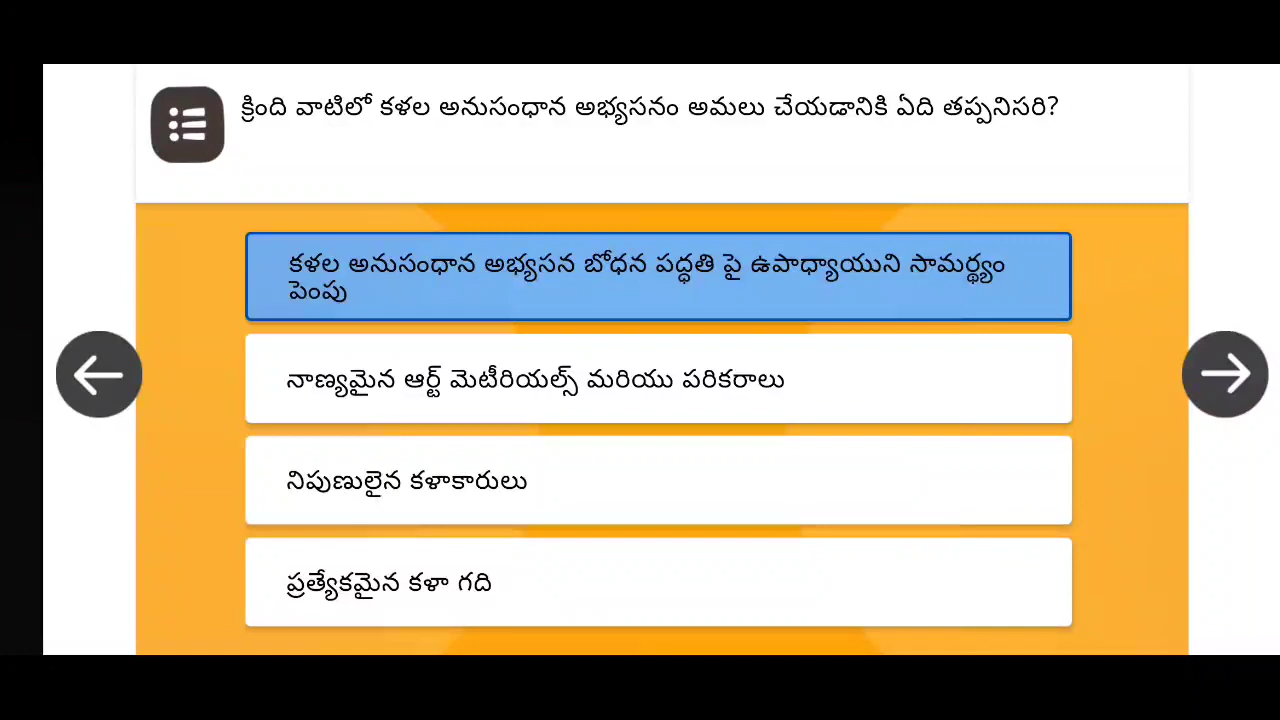 క్రింది వాటిలో కళల అనుసంధాన అభ్యసనం అమలు చేయడానికి ఏది తప్పనిసరి?
కళల అనుసంధాన అభ్యసన బోధన పద్ధతి పై ఉపాధ్యాయుని సామర్థ్యం
పెంపు
నాణ్యమైన ఆర్ట్ మెటీరియల్స్ మరియు పరికరాలు
నిపుణులైన కళాకారులు
ప్రత్యేకమైన కళా గది